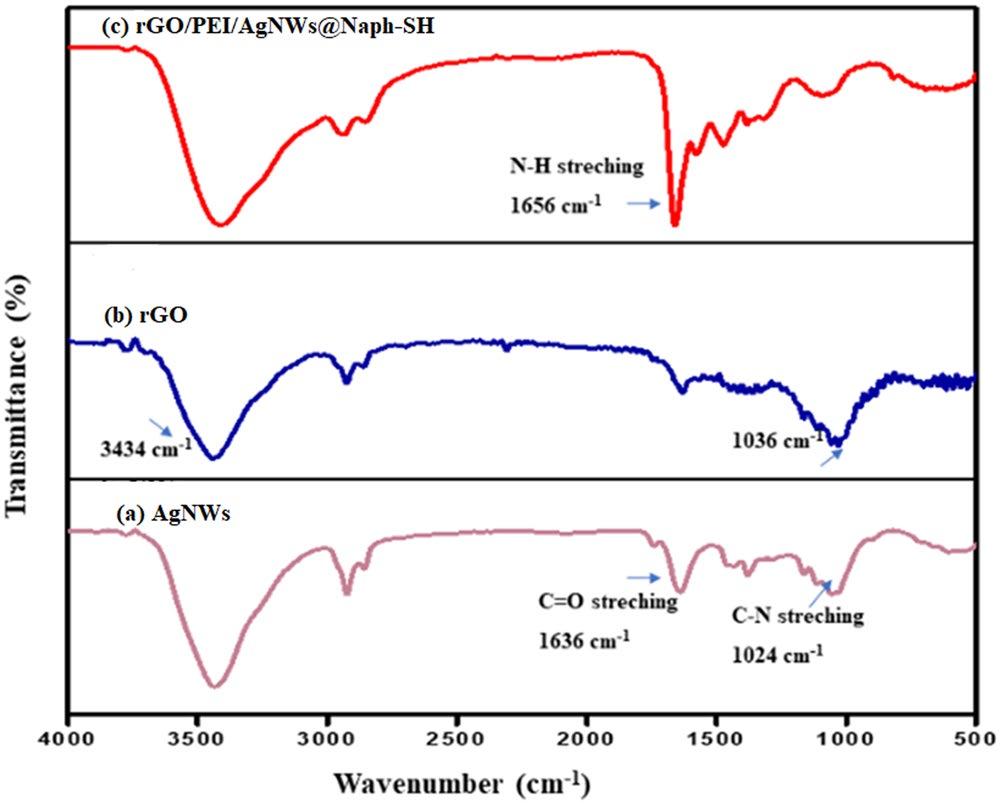 (c) rGO/PEI/AgNWs@Naph-SH
N-H streching
1656 cm-1
(b) rGO
3434 cm-1
1036 cm-1
(a) AgNWs
C=O streching
1636 cm-1
C-N streching
1024 cm-1
Transmittance (%)
4000 3500 3000 2500 2000 1500 1000 500
Wavenumber (cm-1)